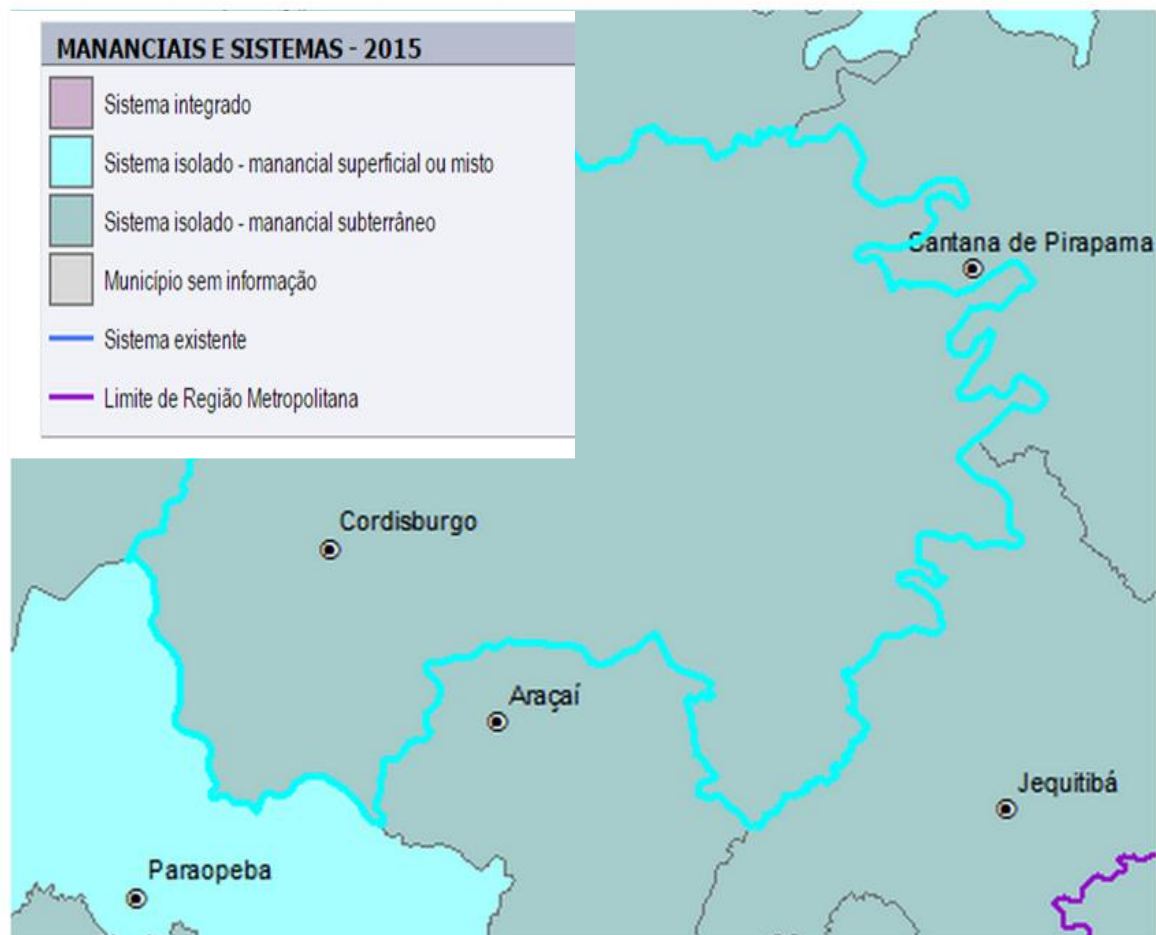 MANANCIAIS E SISTEMAS - 2015
Sistema integrado
Sistema isolado - manancial superficial ou misto
Sistema isolado - manancial subterrâneo
Município sem informação
Sistema existente
Limite de Região Metropolitana
Santana de Pirapama
Cordisburgo
Araçaí
Jequitibá
Paraopeba